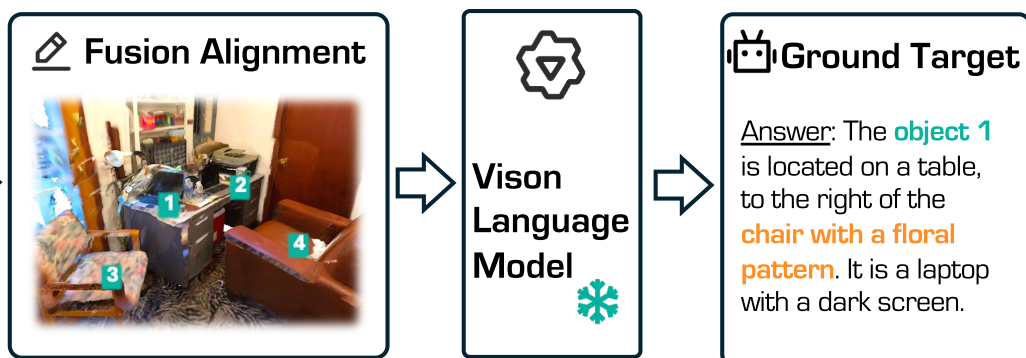 Fusion Alignment
1
2
3
4
Vison
Language
Model
Ground Target
Answer: The object 1
is located on a table,
to the right of the
chair with a floral
pattern. It is a laptop
with a dark screen.